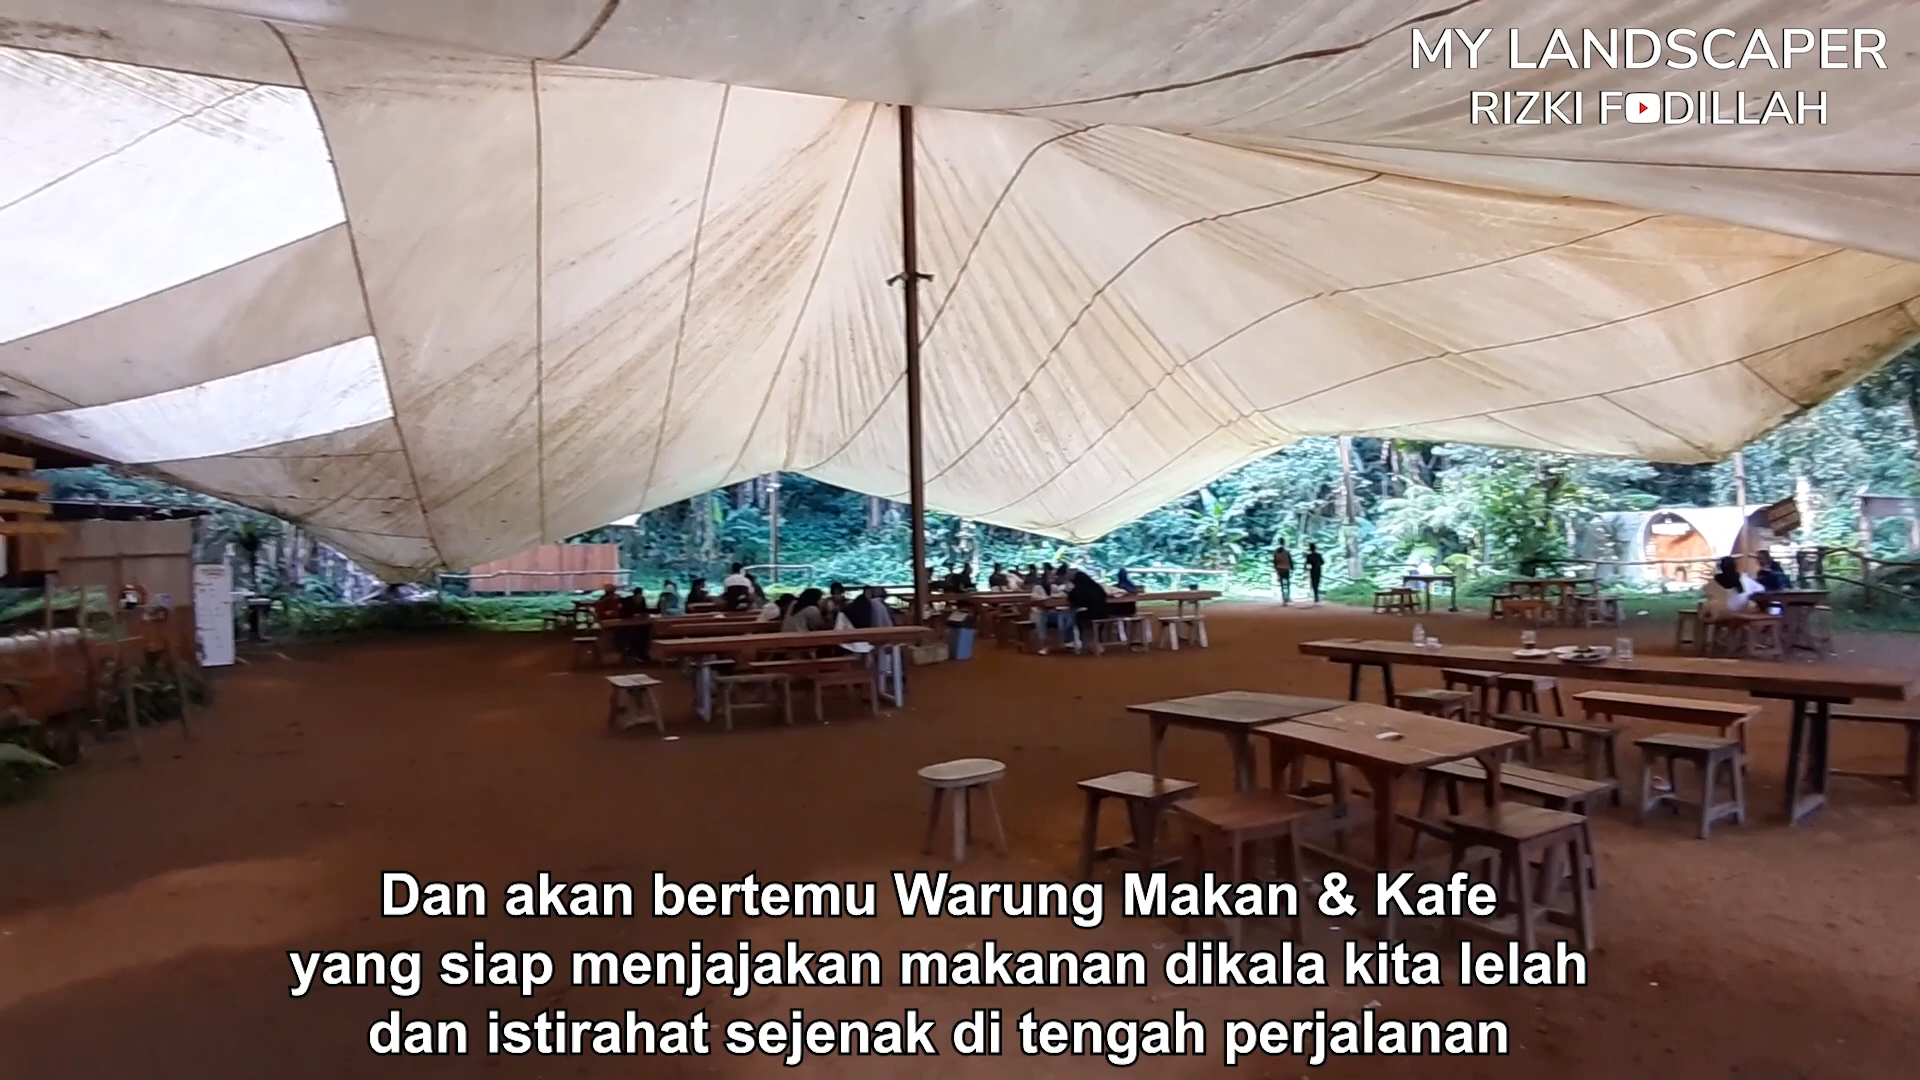 MY LANDSCAPER
RIZKI FODILLAH
Dan akan bertemu Warung Makan & Kafe
yang siap menjajakan makanan dikala kita lelah
dan istirahat sejenak di tengah perjalanan